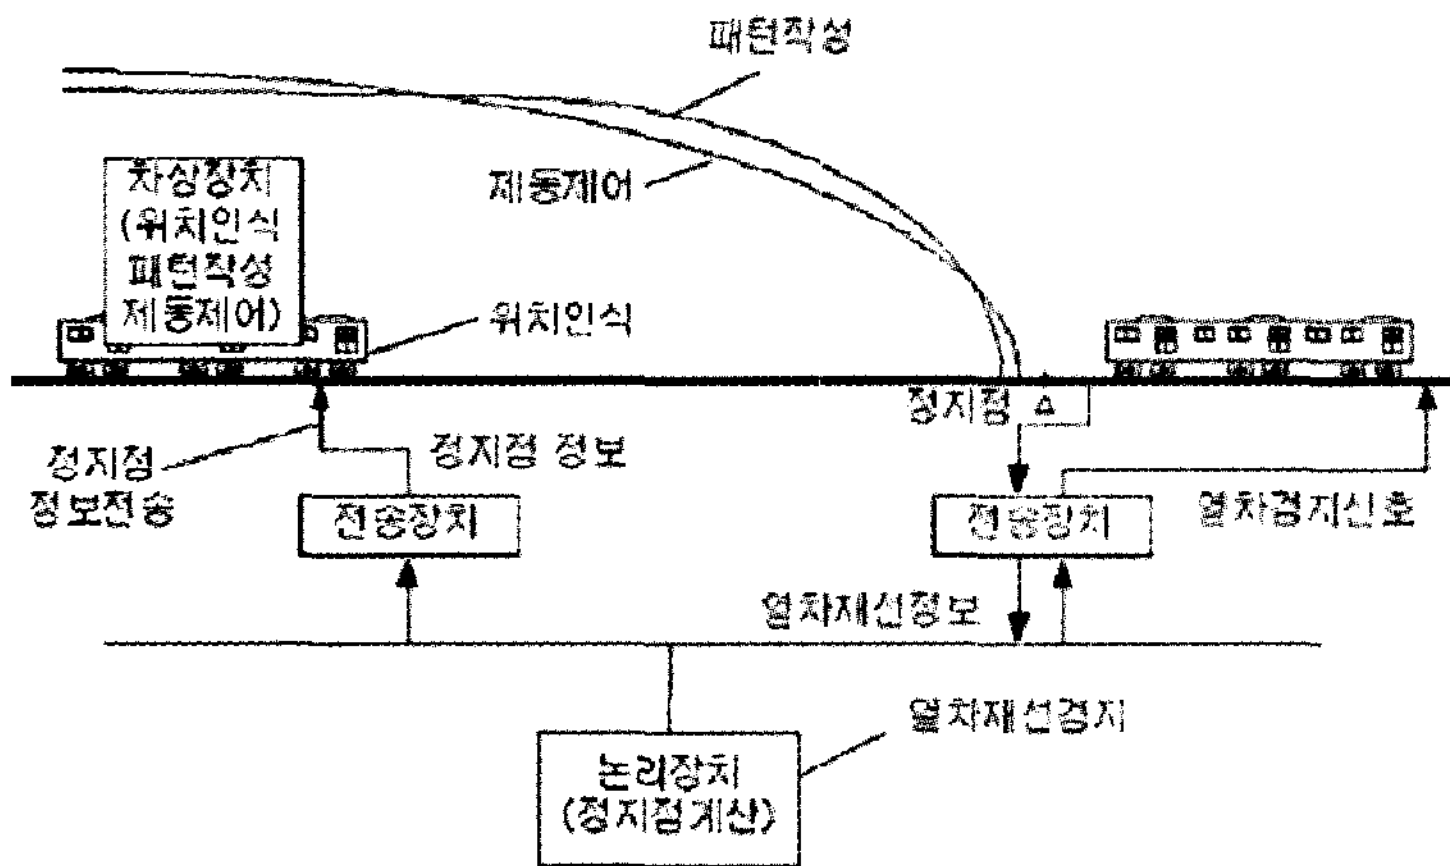 패턴작성
차상장치
(위치인식
패턴작성
제동제어)
제동제어
위치인식
정지점
정지점 정보
정지점
정보전송
전송장치
전송장치
열차검지신호
열차재선정보
열차재선검지
논리장치
(정지점계산)